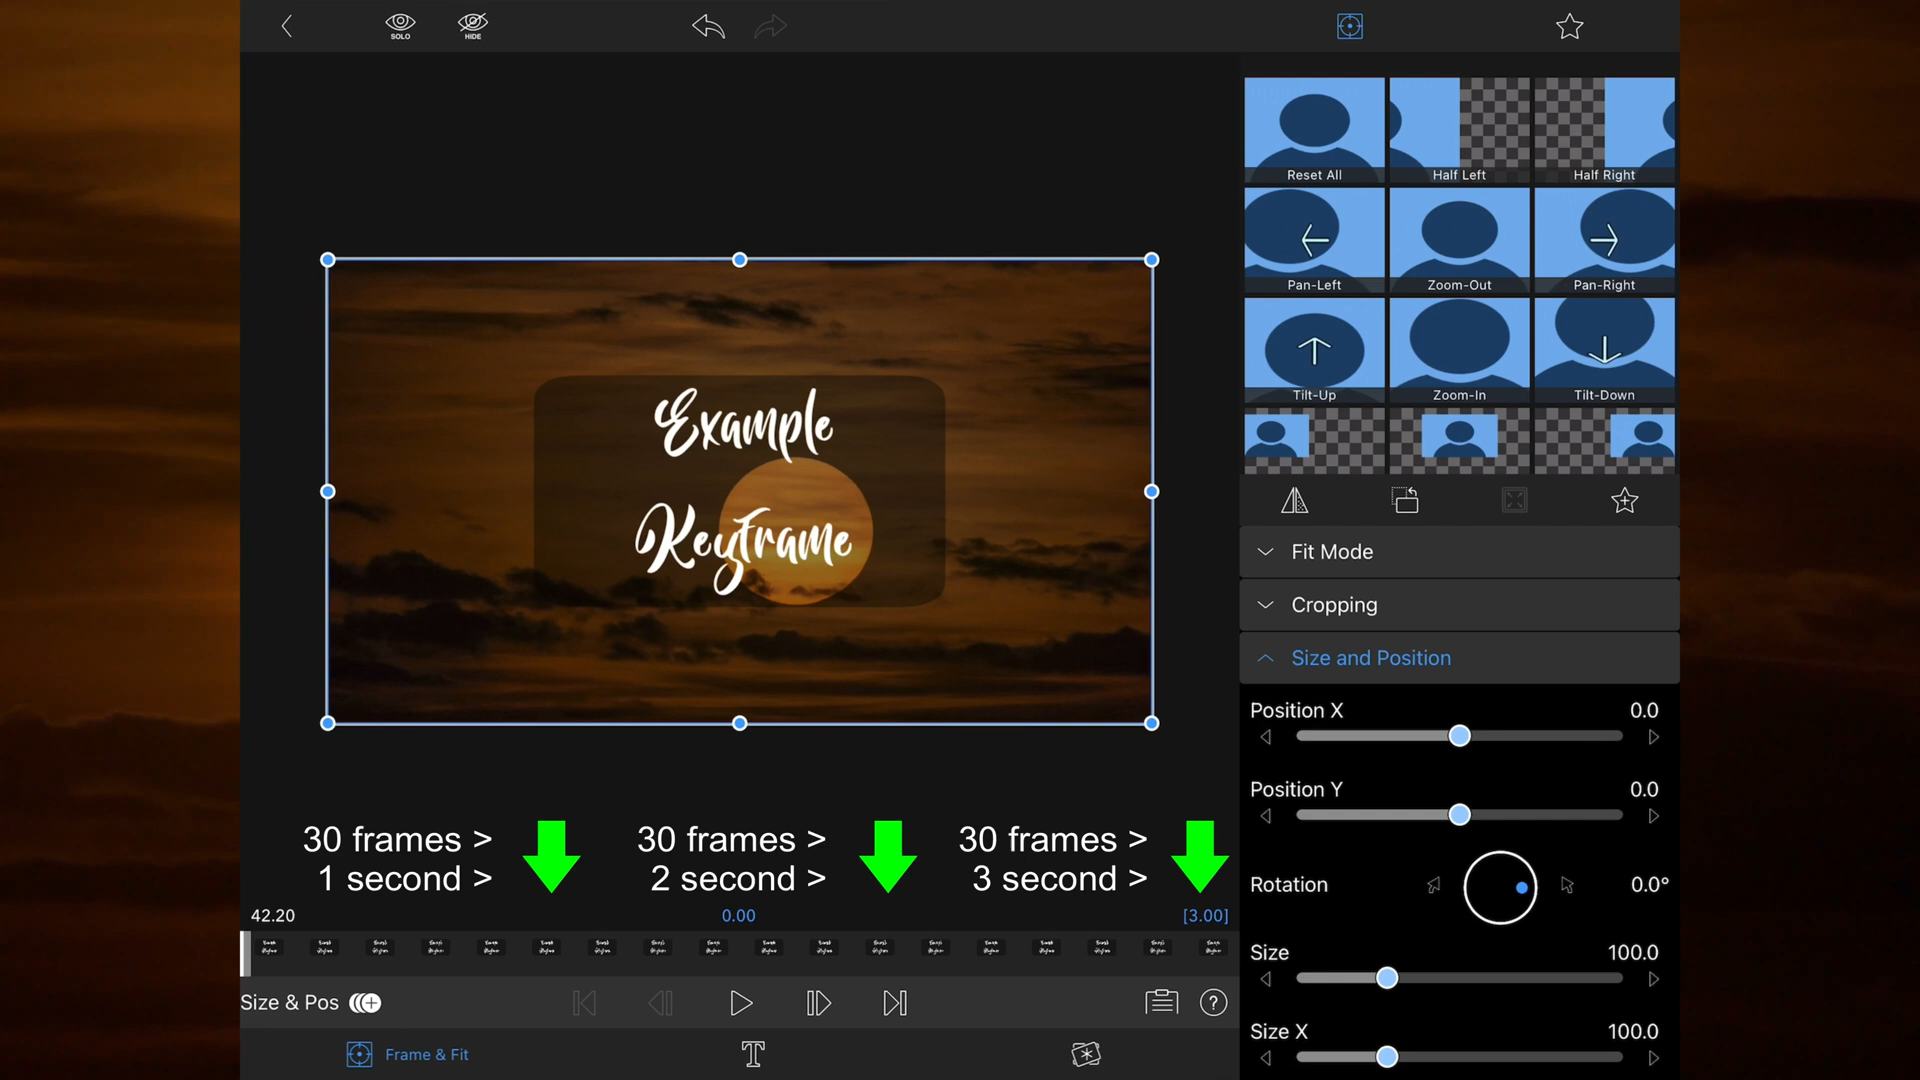 SOLO
HIDE
Reset All
Half Left
Half Right
Pan-Left
Zoom-Out
Pan-Right
Tilt-Up
Zoom-In
Tilt-Down
Example
Keyframe
Fit Mode
Cropping
Size and Position
Position X 0.0
Position Y 0.0
Rotation 0.0°
Size 100.0
Size X 100.0
30 frames >
1 second >
30 frames >
2 second >
30 frames >
3 second >
42.20
0.00
[3.00]
Size & Pos
?
Frame & Fit
T